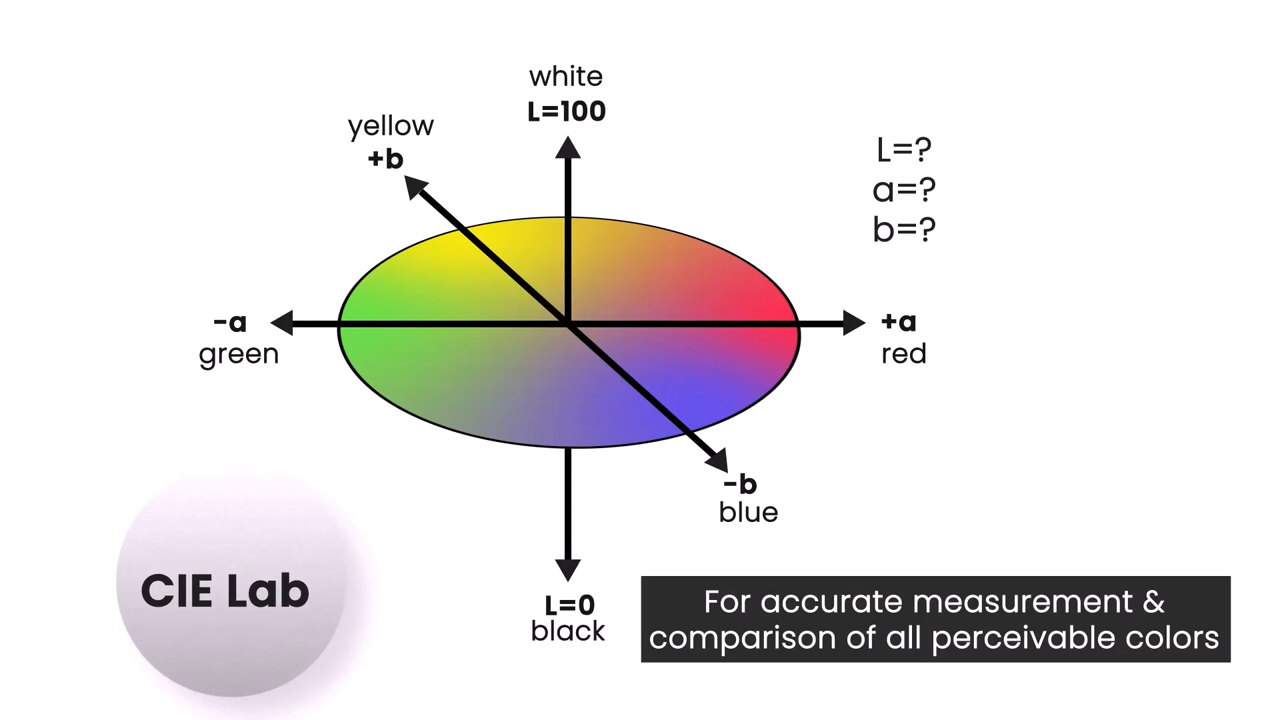 white
L=100
yellow
+b
L=?
a=?
b=?
-a
green
+a
red
-b
blue
CIE Lab
L=0
black
For accurate measurement &
comparison of all perceivable colors